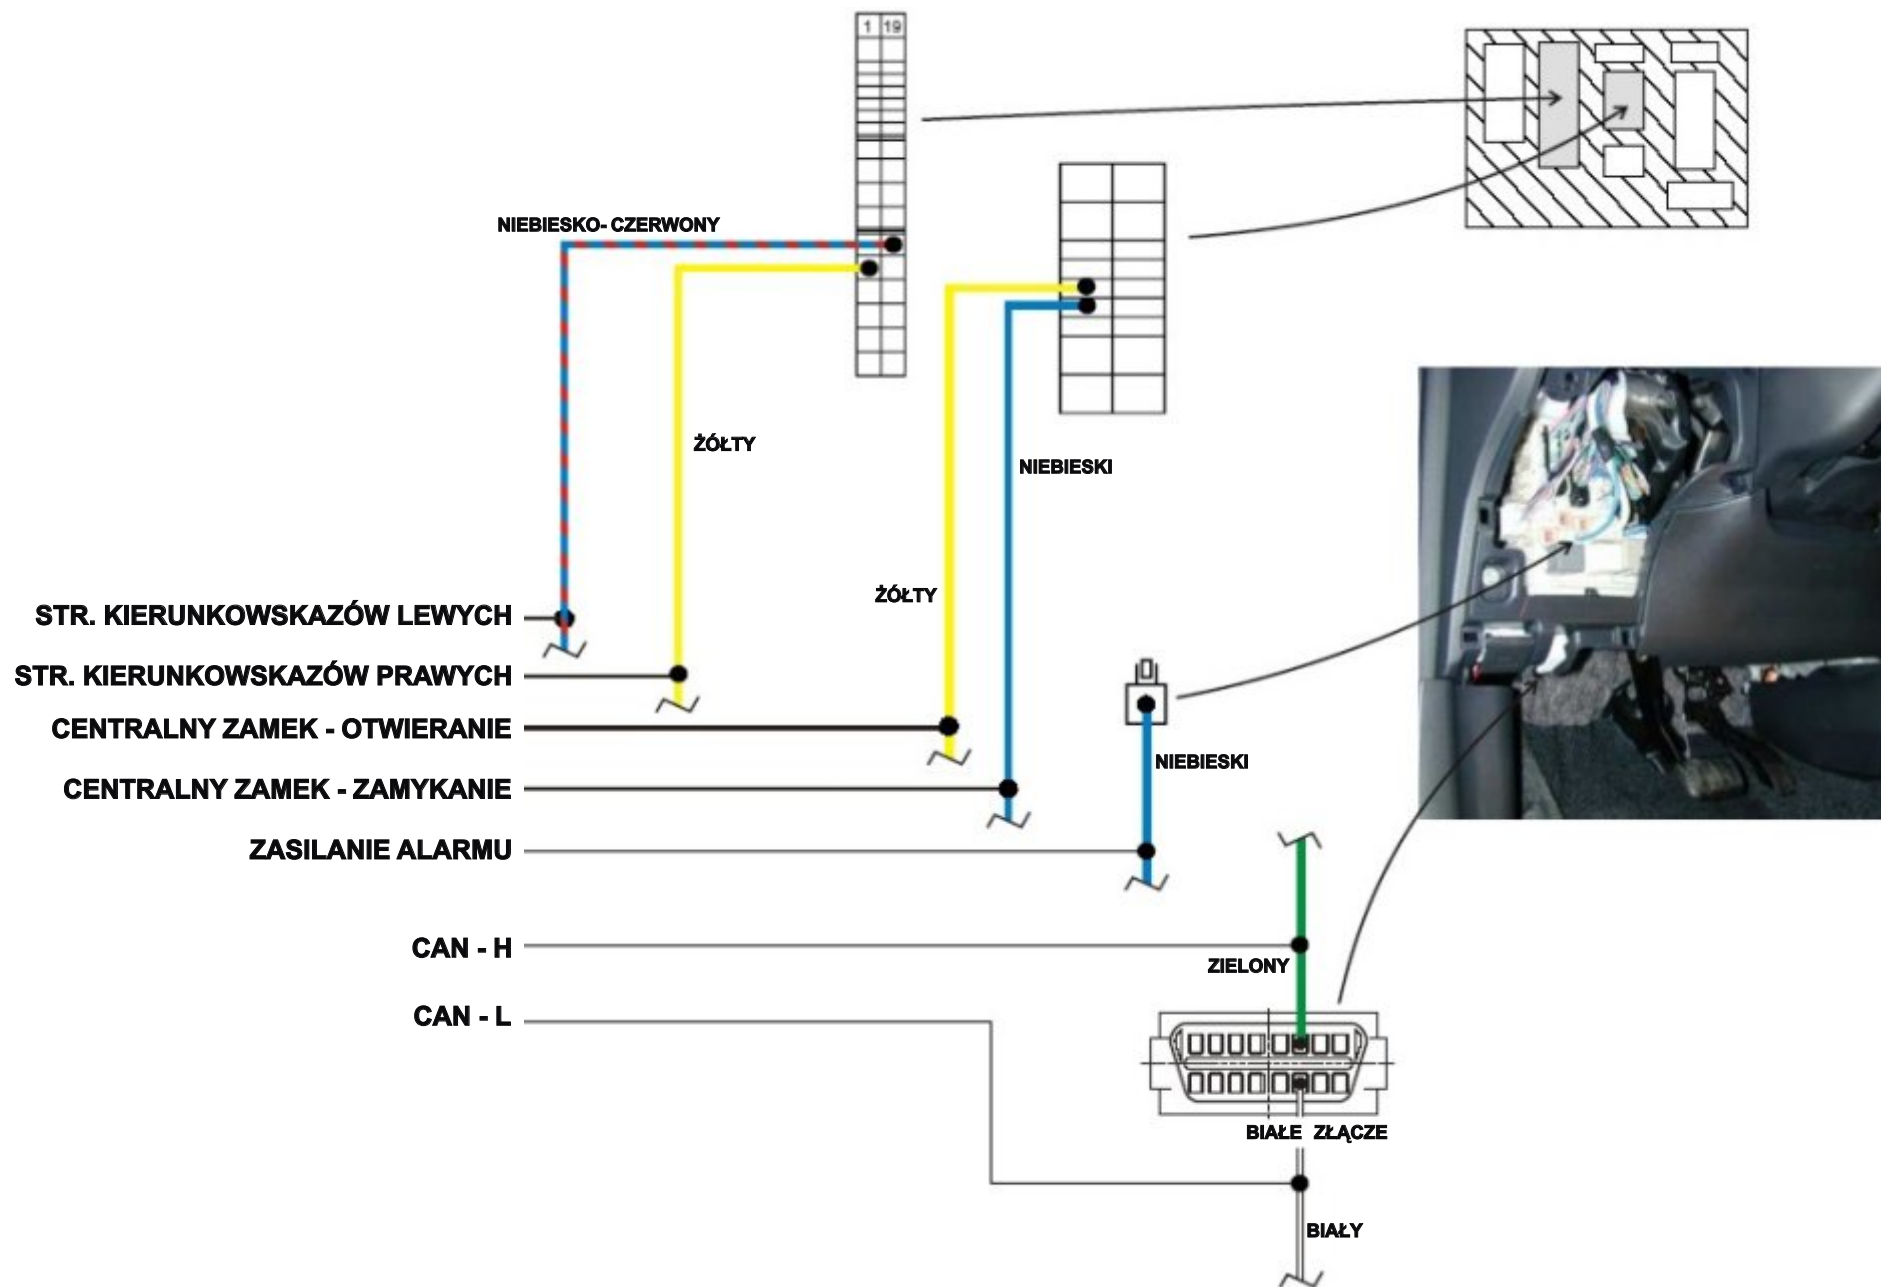 1 19
NIEBIESKO- CZERWONY
ŻÓŁTY
NIEBIESKI
ŻÓŁTY
STR. KIERUNKOWSKAZÓW LEWYCH
STR. KIERUNKOWSKAZÓW PRAWYCH
CENTRALNY ZAMEK - OTWIERANIE
NIEBIESKI
CENTRALNY ZAMEK - ZAMYKANIE
ZASILANIE ALARMU
CAN - H
ZIELONY
CAN - L
BIAŁE ZŁĄCZE
BIAŁY